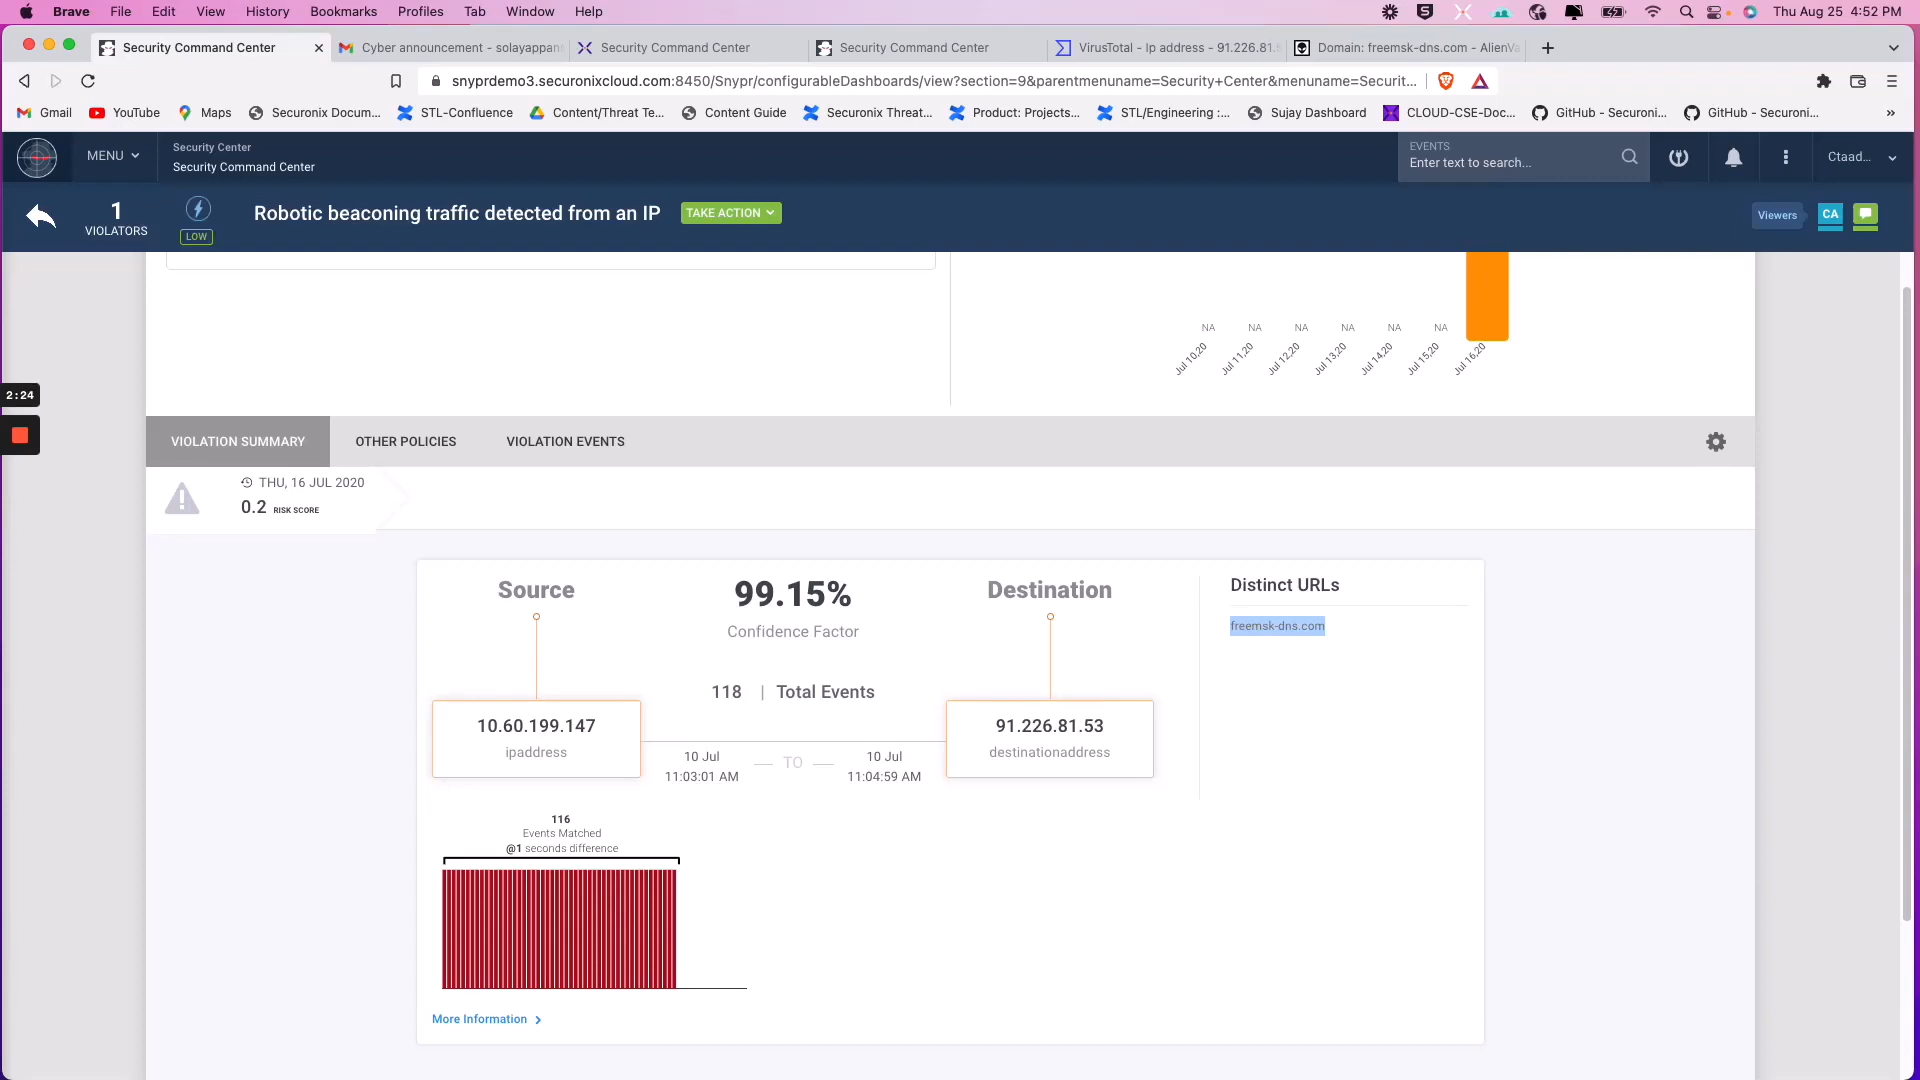 Brave File Edit View History Bookmarks Profiles Tab Window Help
Thu Aug 25 4:52 PM
Security Command Center
Cyber announcement - solayappan
Security Command Center
Security Command Center
VirusTotal - Ip address - 91.226.81.5
Domain: freemsk-dns.com - AlienVa
snyprdemo3.securonixcloud.com:8450/Snypr/configurableDashboards/view?section=9&parentmenuname=Security+Center&menuname=Securit...
Gmail YouTube Maps Securonix Docum... STL-Confluence Content/Threat Te... Content Guide Securonix Threat... Product: Projects... STL/Engineering :... Sujay Dashboard CLOUD-CSE-Doc... GitHub - Securoni... GitHub - Securoni... »
MENU
Security Center
Security Command Center
EVENTS
Enter text to search...
Ctaad...
1
VIOLATORS
LOW
Robotic beaconing traffic detected from an IP
TAKE ACTION
Viewers
CA
NA NA NA NA NA NA
Jul 10,20 Jul 11,20 Jul 12,20 Jul 13,20 Jul 14,20 Jul 15,20 Jul 16,20
2:24
VIOLATION SUMMARY OTHER POLICIES VIOLATION EVENTS
THU, 16 JUL 2020
0.2 RISK SCORE
Source
99.15%
Confidence Factor
Destination
Distinct URLs
freemsk-dns.com
118 | Total Events
10.60.199.147
ipaddress
91.226.81.53
destinationaddress
10 Jul
11:03:01 AM
TO
10 Jul
11:04:59 AM
116
Events Matched
@1 seconds difference
More Information